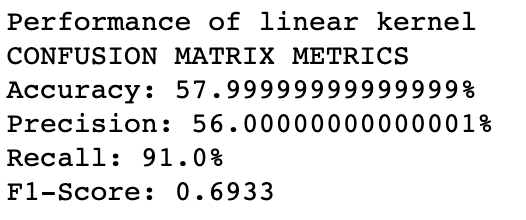 Performance of linear kernel
CONFUSION MATRIX METRICS
Accuracy: 57.99999999999999%
Precision: 56.00000000000001%
Recall: 91.0%
F1-Score: 0.6933